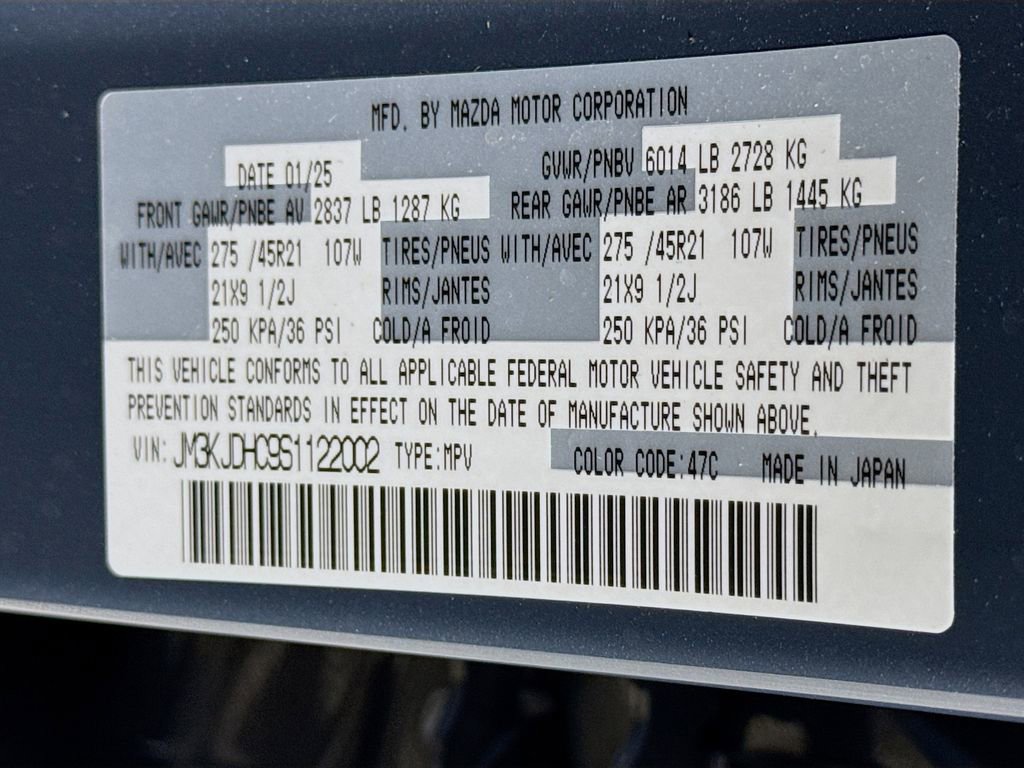 MFD. BY MAZDA MOTOR CORPORATION
DATE 01/25 GVWR/PNBV 6014 LB 2728 KG
FRONT GAWR/PNBE AV 2837 LB 1287 KG REAR GAWR/PNBE AR 3186 LB 1445 KG
WITH/AVEC 275 /45R21 107W TIRES/PNEUS WITH/AVEC 275 /45R21 107W TIRES/PNEUS
21X9 1/2J RIMS/JANTES 21X9 1/2J RIMS/JANTES
250 KPA/36 PSI COLD/A FROID 250 KPA/36 PSI COLD/A FROID
THIS VEHICLE CONFORMS TO ALL APPLICABLE FEDERAL MOTOR VEHICLE SAFETY AND THEFT
PREVENTION STANDARDS IN EFFECT ON THE DATE OF MANUFACTURE SHOWN ABOVE.
VIN: JM3KJDHC9S1122002 TYPE:MPV COLOR CODE:47C MADE IN JAPAN